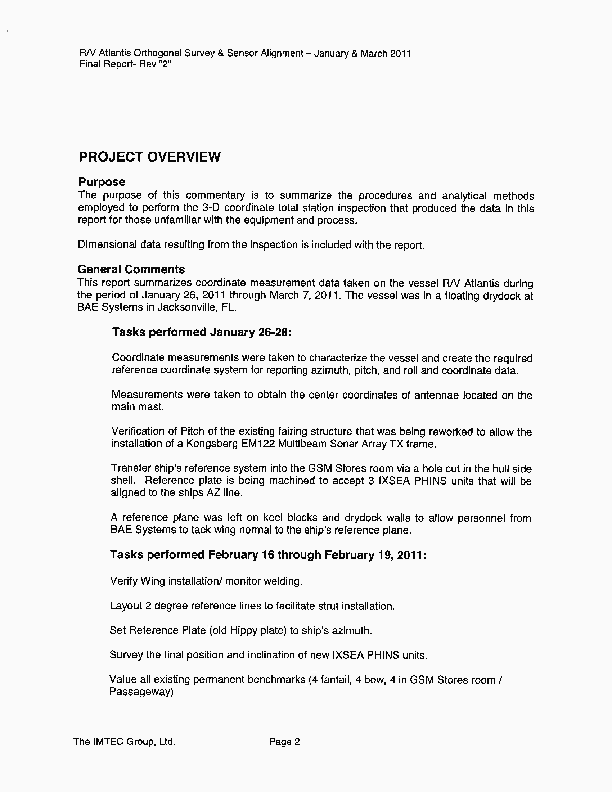 R/V Atlantis Orthogonal Survey & Sensor Alignment – January & March 2011
Final Report- Rev "2"
PROJECT OVERVIEW
Purpose
The purpose of this commentary is to summarize the procedures and analytical methods
employed to perform the 3-D coordinate total station inspection that produced the data in this
report for those unfamiliar with the equipment and process.
Dimensional data resulting from the inspection is included with the report.
General Comments
This report summarizes coordinate measurement data taken on the vessel R/V Atlantis during
the period of January 26, 2011 through March 7, 2011. The vessel was in a floating drydock at
BAE Systems in Jacksonville, FL.
Tasks performed January 26-28:
Coordinate measurements were taken to characterize the vessel and create the required
reference coordinate system for reporting azimuth, pitch, and roll and coordinate data.
Measurements were taken to obtain the center coordinates of antennae located on the
main mast.
Verification of Pitch of the existing fairing structure that was being reworked to allow the
installation of a Kongsberg EM122 Multibeam Sonar Array TX frame.
Transfer ship's reference system into the GSM Stores room via a hole cut in the hull side
shell. Reference plate is being machined to accept 3 IXSEA PHINS units that will be
aligned to the ships AZ line.
A reference plane was left on keel blocks and drydock walls to allow personnel from
BAE Systems to tack wing normal to the ship's reference plane.
Tasks performed February 16 through February 19, 2011:
Verify Wing installation/ monitor welding.
Layout 2 degree reference lines to facilitate strut installation.
Set Reference Plate (old Hippy plate) to ship's azimuth.
Survey the final position and inclination of new IXSEA PHINS units.
Value all existing permanent benchmarks (4 fantail, 4 bow, 4 in GSM Stores room /
Passageway)
The IMTEC Group, Ltd. Page 2